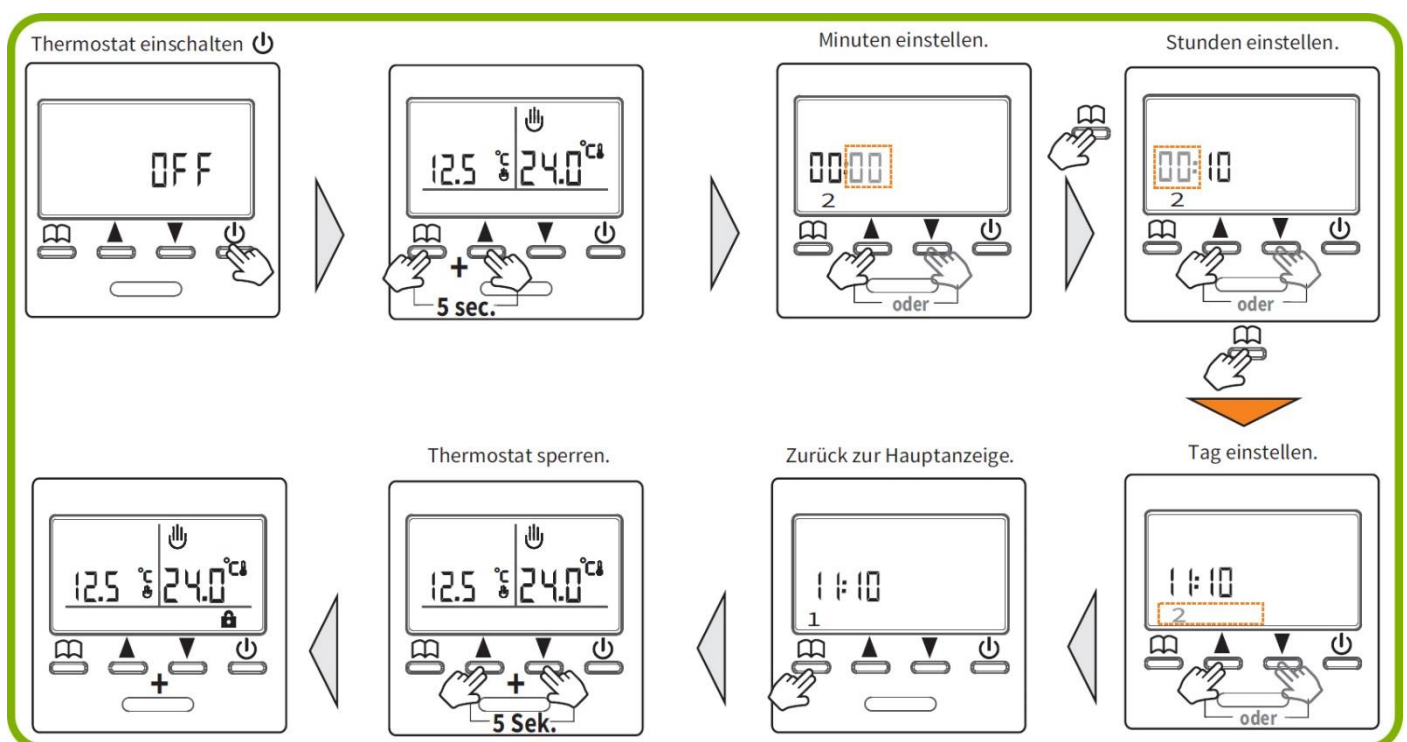 Thermostat einschalten
OFF
12.5 °C 24.0 °C
+
5 sec.
Minuten einstellen.
00:00
2
oder
Stunden einstellen.
00:10
2
oder
Tag einstellen.
11:10
2
oder
Zurück zur Hauptanzeige.
11:10
1
Thermostat sperren.
12.5 °C 24.0 °C
+
5 Sek.
12.5 °C 24.0 °C
+